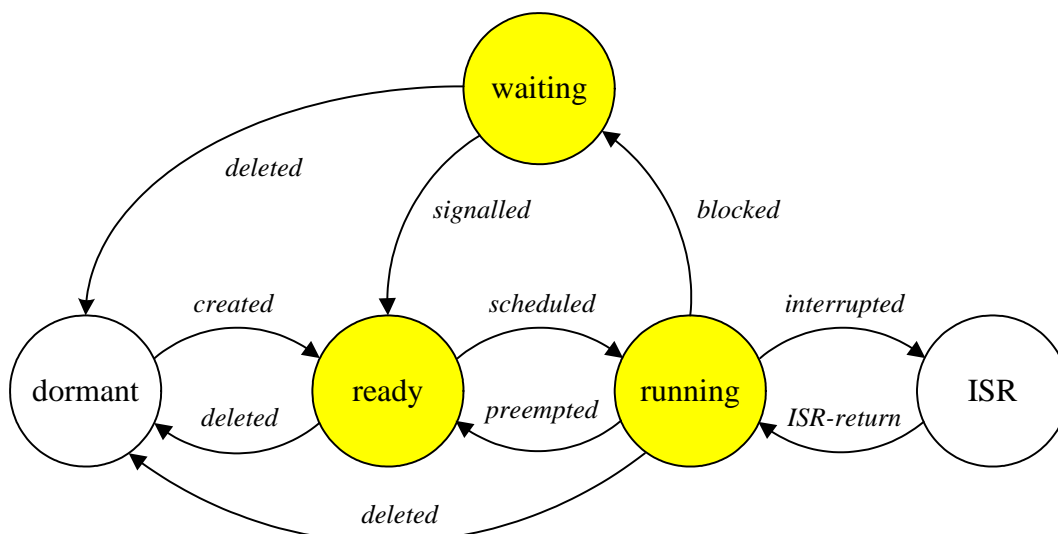 waiting
deleted
signalled
blocked
created
scheduled
interrupted
dormant
ready
running
ISR
deleted
preempted
ISR-return
deleted